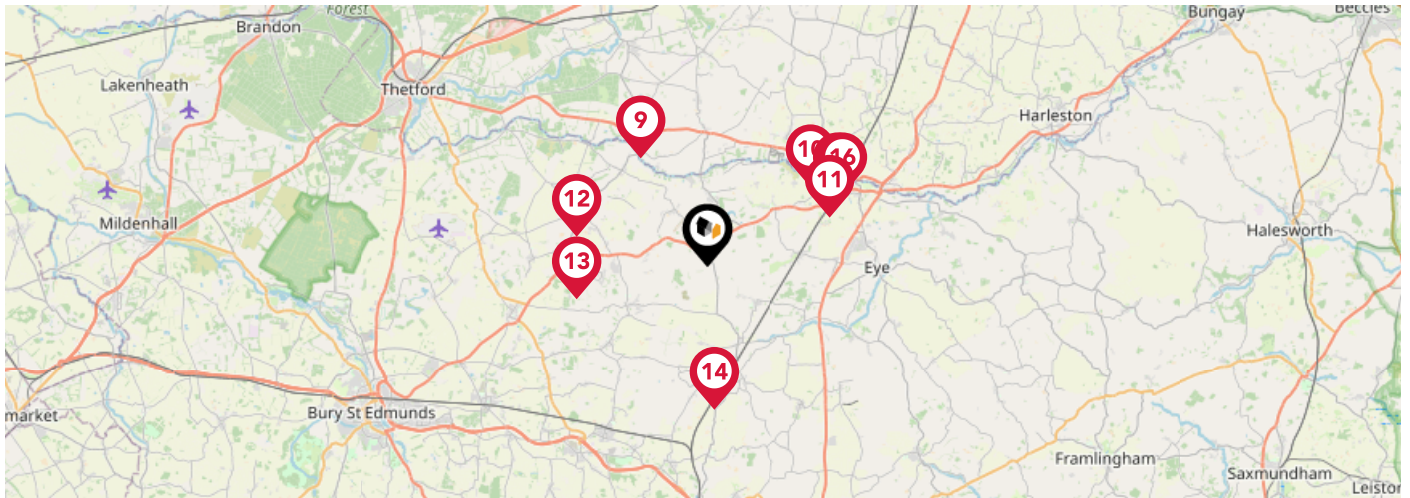 Forest
Brandon
Bungay
Beccles
Lakenheath
Thetford
Harleston
9
10
16
11
12
Mildenhall
Halesworth
13
Eye
14
market
Bury St Edmunds
Framlingham
Saxmundham
Leiston